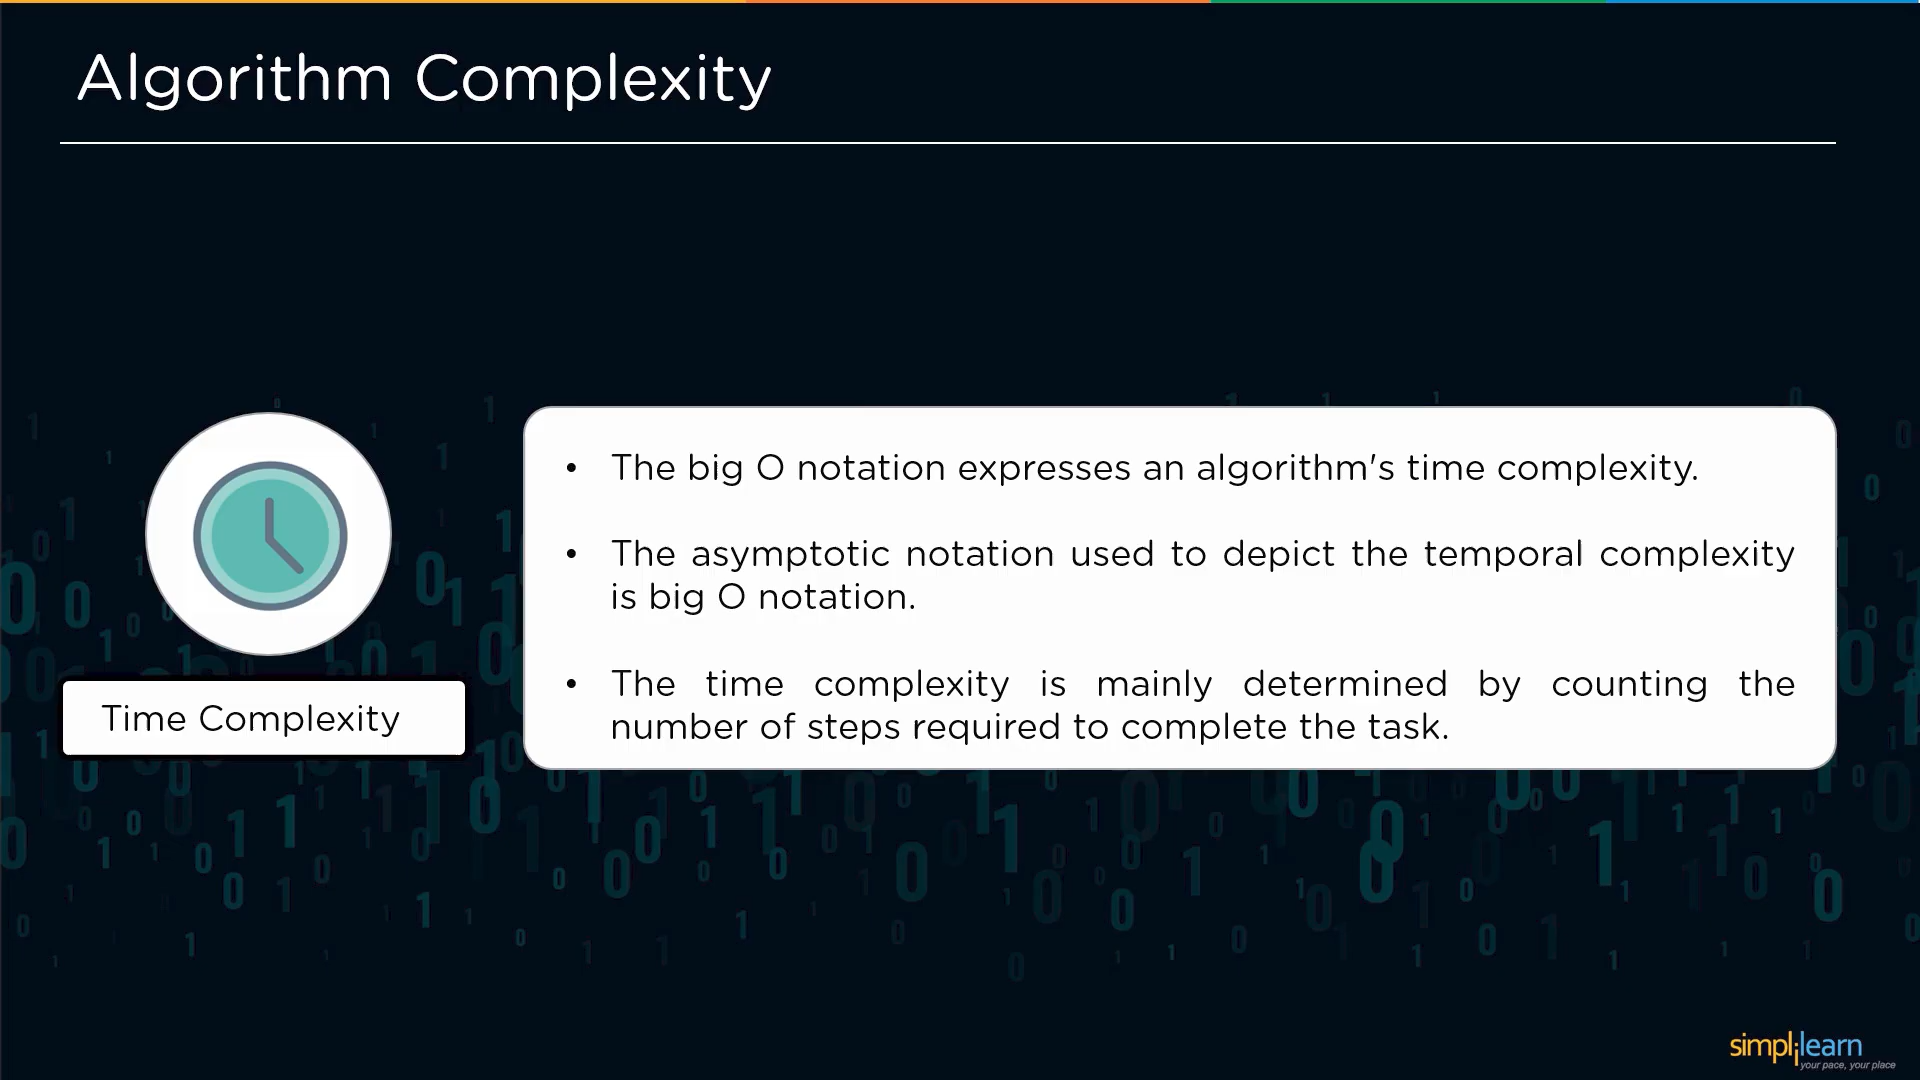 Algorithm Complexity
• The big O notation expresses an algorithm's time complexity.
• The asymptotic notation used to depict the temporal complexity
is big O notation.
• The time complexity is mainly determined by counting the
number of steps required to complete the task.
Time Complexity
simplilearn
your pace, your place